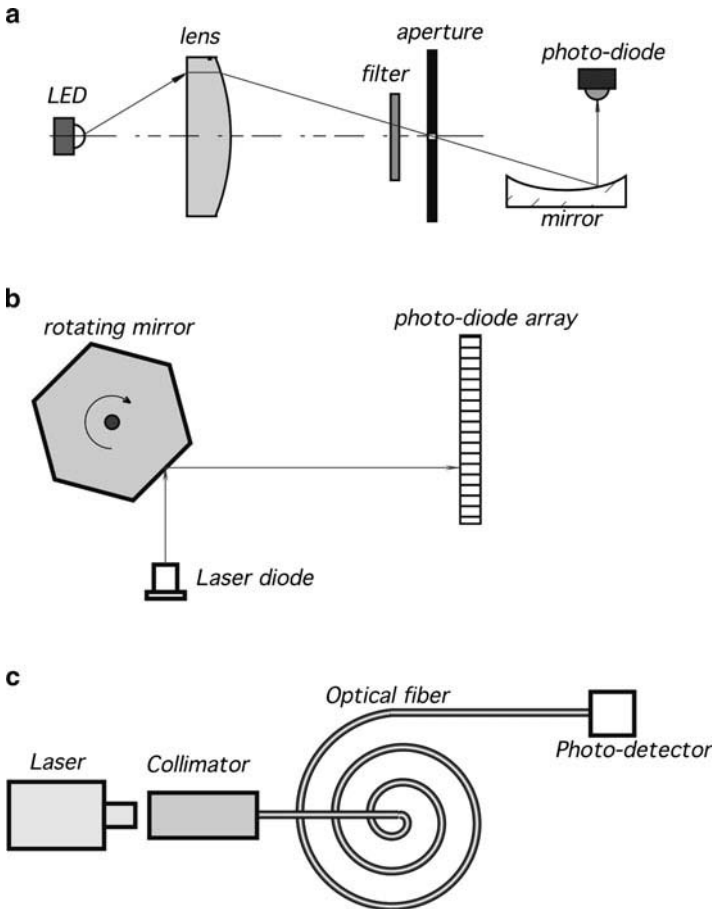 a
lens
aperture
photo-diode
filter
LED
mirror
b
rotating mirror
photo-diode array
Laser diode
c
Optical fiber
Laser
Collimator
Photo-detector